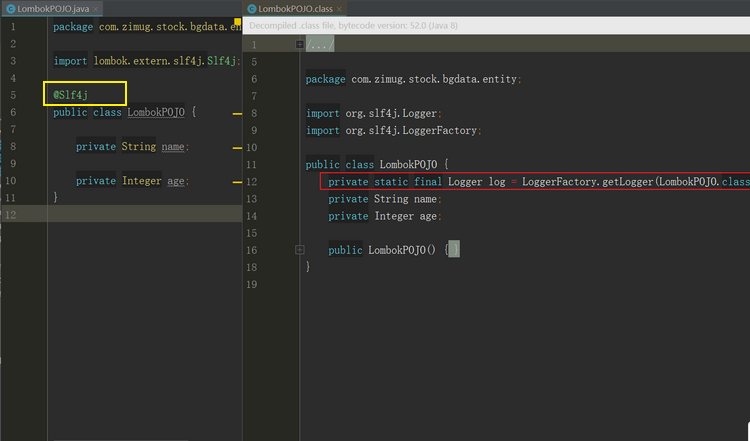 LombokPOJO.java
1 package com.zimug.stock.bgdata.en
2
3 import lombok.extern.slf4j.Slf4j;
4
5 @Slf4j
6 public class LombokPOJO {
7
8 private String name;
9
10 private Integer age;
11 }
12
LombokPOJO.class
Decompiled .class file, bytecode version: 52.0 (Java 8)
1 /.../
5
6 package com.zimug.stock.bgdata.entity;
7
8 import org.slf4j.Logger;
9 import org.slf4j.LoggerFactory;
10
11 public class LombokPOJO {
12 private static final Logger log = LoggerFactory.getLogger(LombokPOJO.class
13 private String name;
14 private Integer age;
15
16 public LombokPOJO() { }
18 }
19